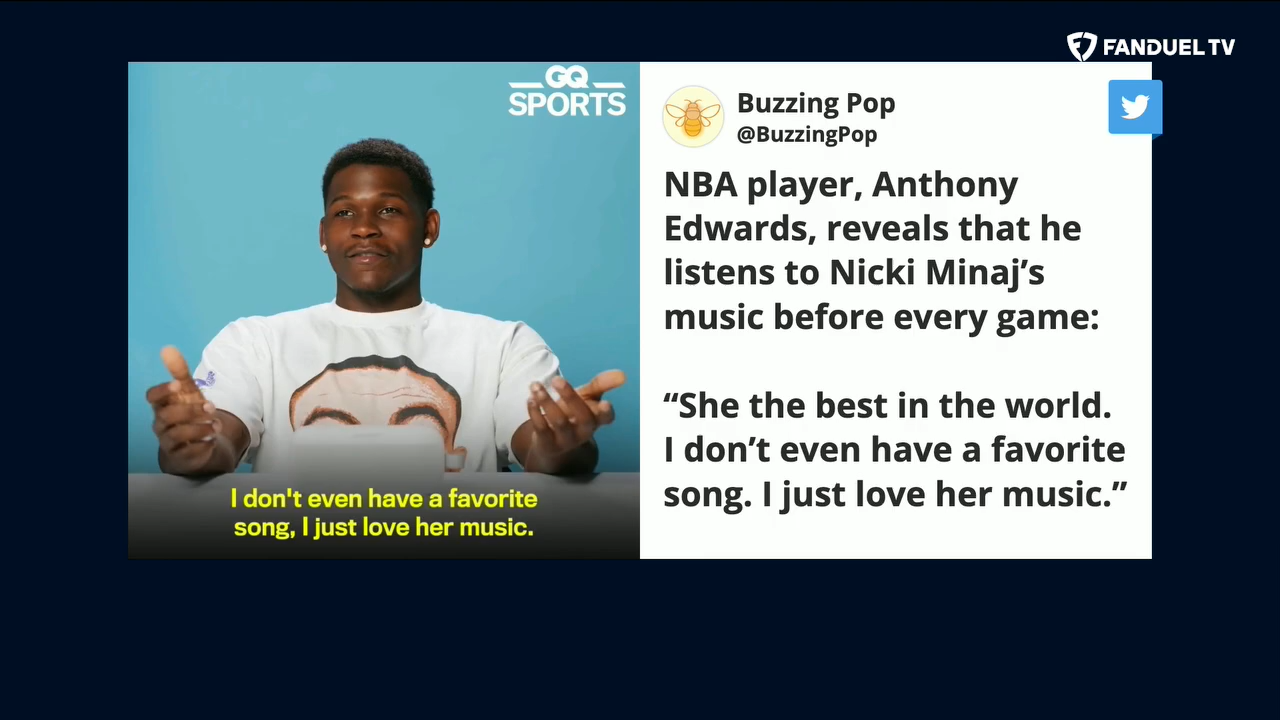 FANDUEL TV
GQ
SPORTS
I don't even have a favorite
song, I just love her music.
Buzzing Pop
@BuzzingPop
NBA player, Anthony
Edwards, reveals that he
listens to Nicki Minaj’s
music before every game:
“She the best in the world.
I don’t even have a favorite
song. I just love her music.”